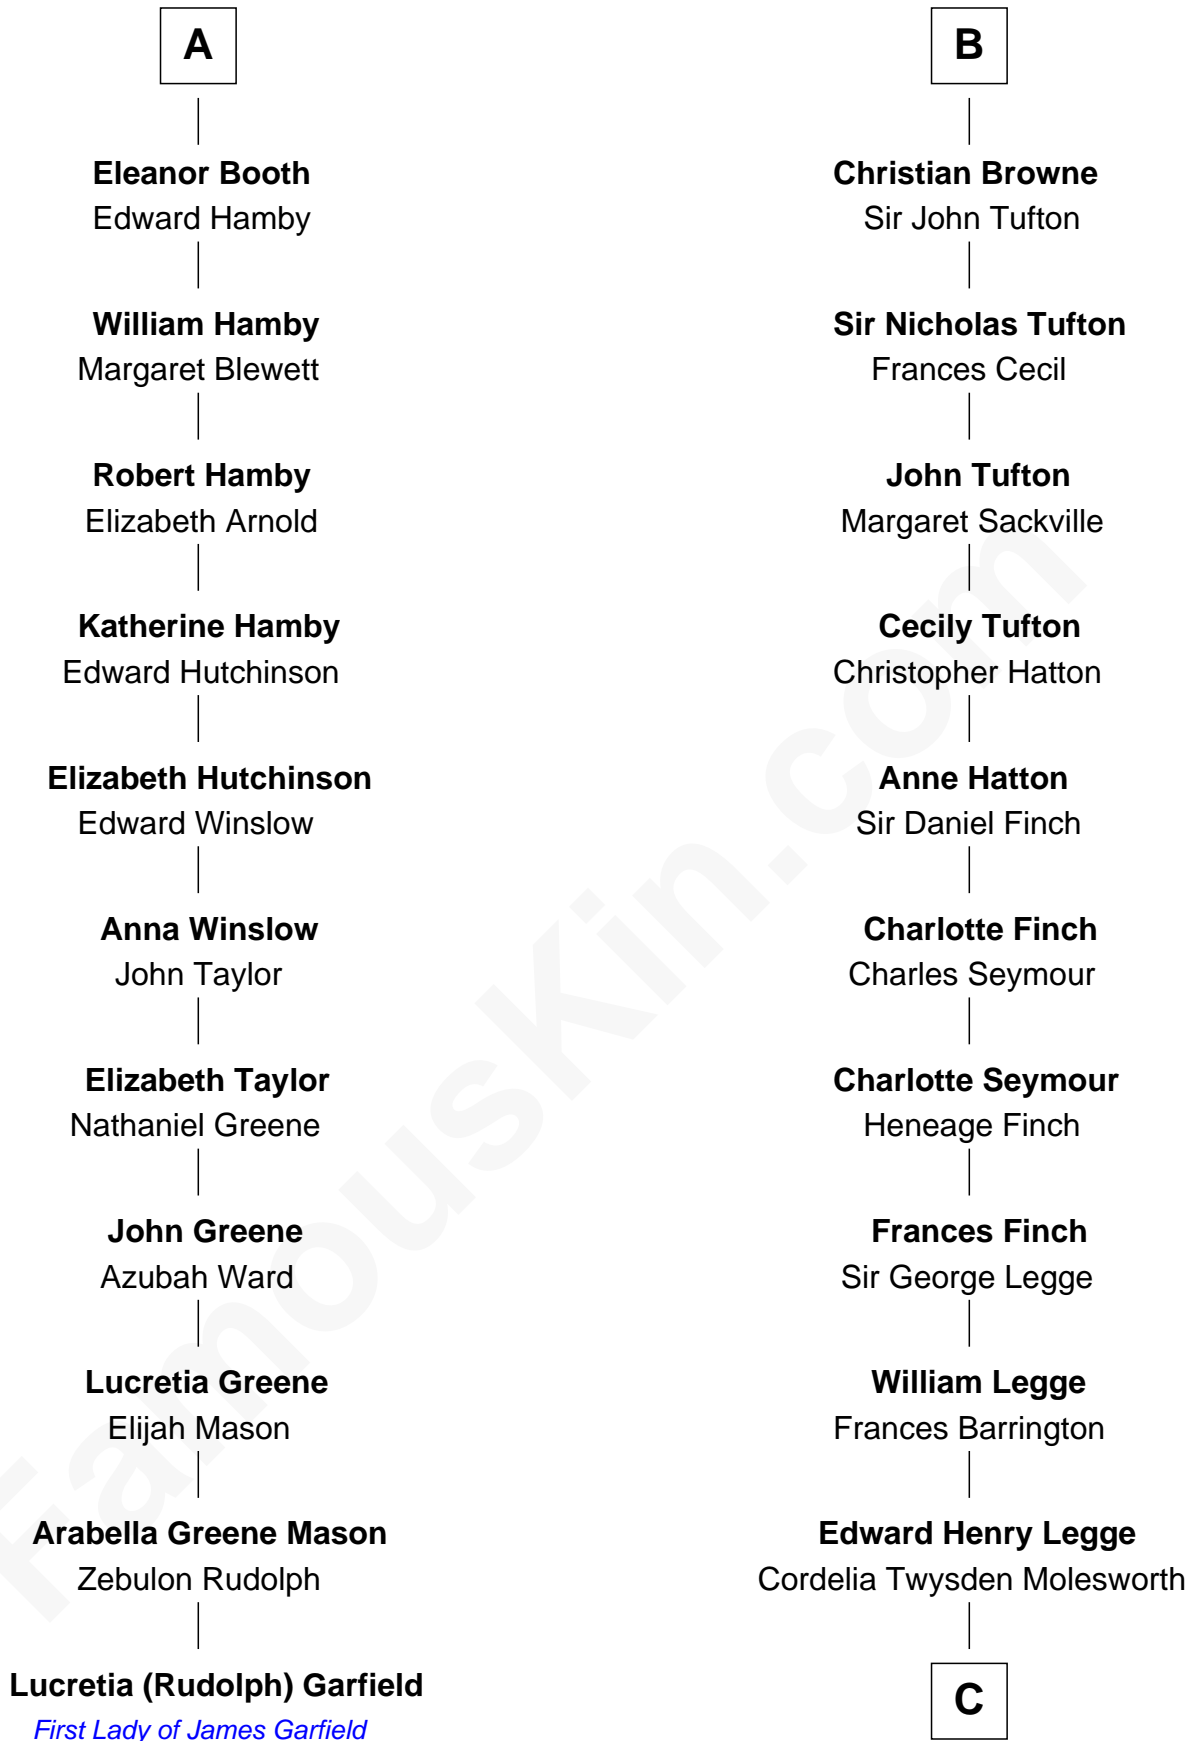 A
Eleanor Booth
Edward Hamby
William Hamby
Margaret Blewett
Robert Hamby
Elizabeth Arnold
Katherine Hamby
Edward Hutchinson
Elizabeth Hutchinson
Edward Winslow
Anna Winslow
John Taylor
Elizabeth Taylor
Nathaniel Greene
John Greene
Azubah Ward
Lucretia Greene
Elijah Mason
Arabella Greene Mason
Zebulon Rudolph
Lucretia (Rudolph) Garfield
First Lady of James Garfield
B
Christian Browne
Sir John Tufton
Sir Nicholas Tufton
Frances Cecil
John Tufton
Margaret Sackville
Cecily Tufton
Christopher Hatton
Anne Hatton
Sir Daniel Finch
Charlotte Finch
Charles Seymour
Charlotte Seymour
Heneage Finch
Frances Finch
Sir George Legge
William Legge
Frances Barrington
Edward Henry Legge
Cordelia Twysden Molesworth
C
FamousKin.com